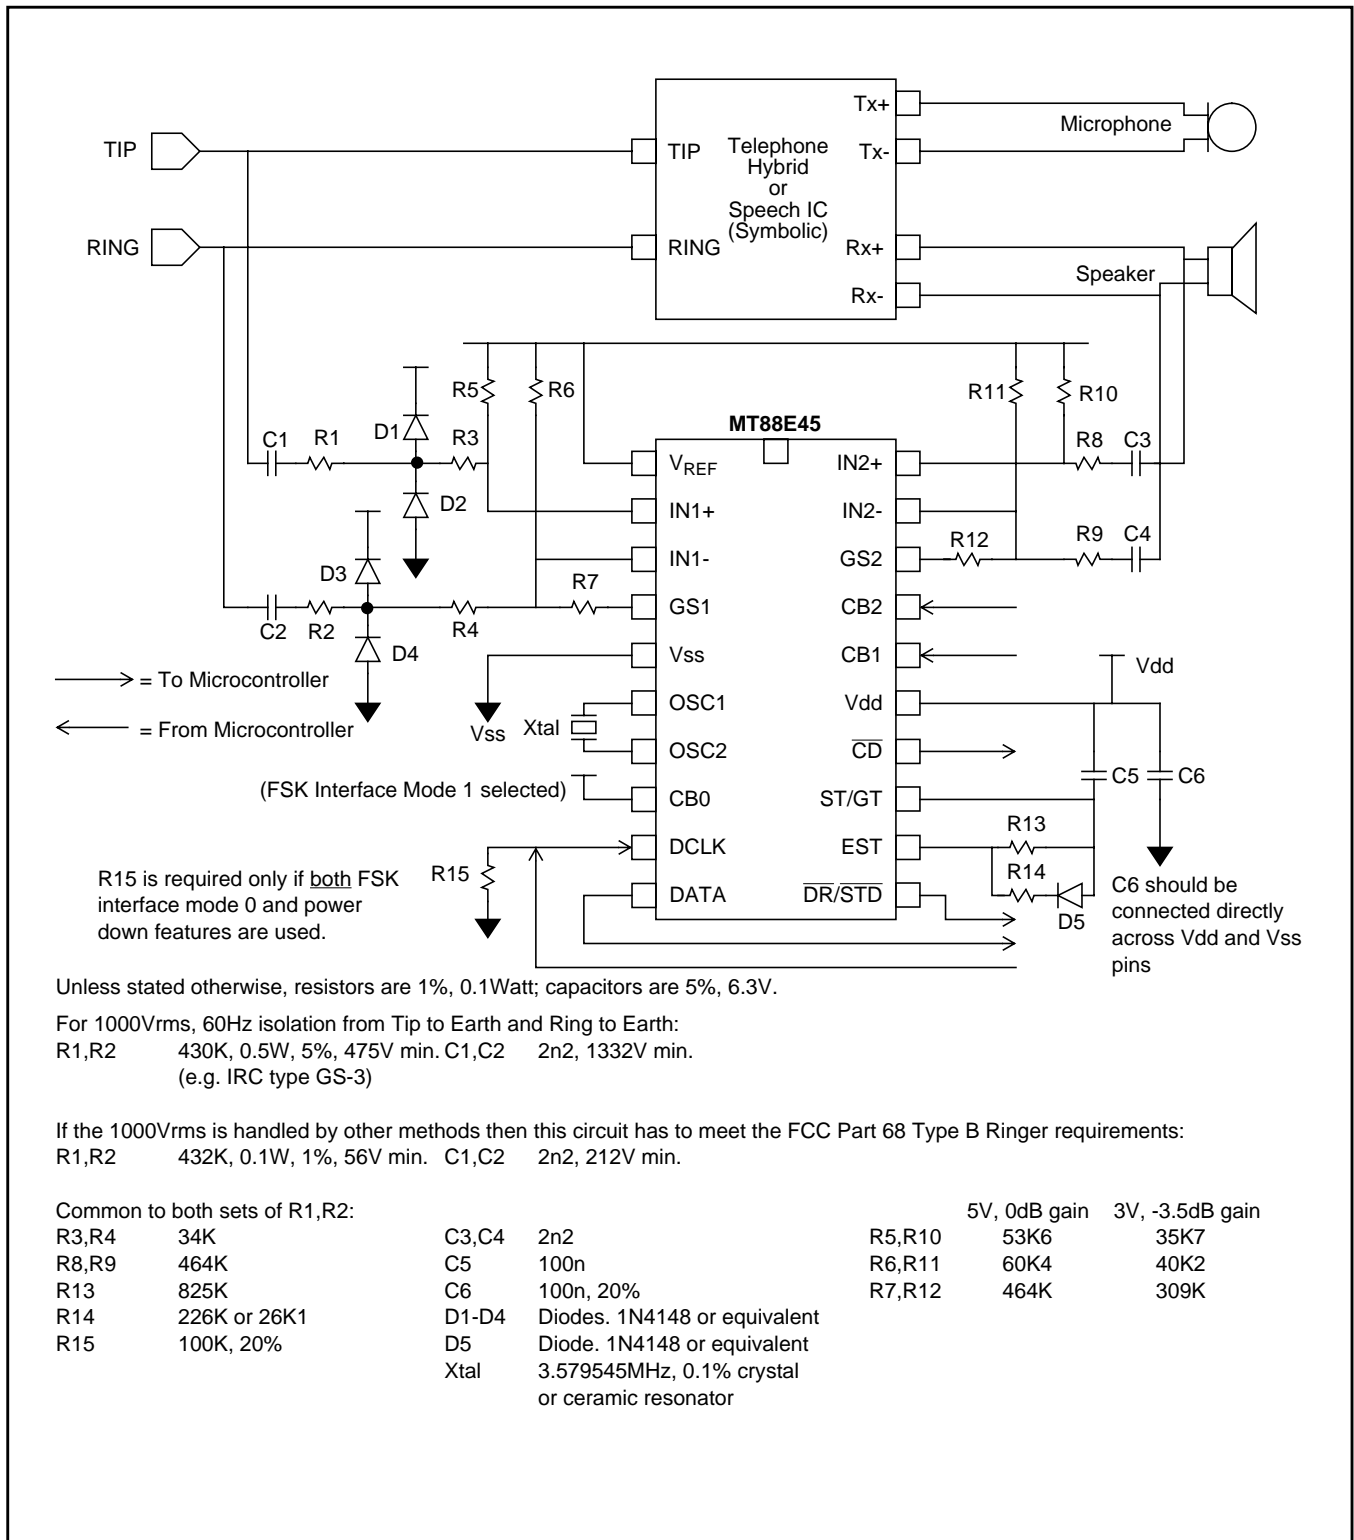 Tx+
Microphone
TIP
TIP
Telephone
Hybrid
or
Speech IC
(Symbolic)
Tx-
RING
RING
Rx+
Speaker
Rx-
R5
R6
R11
R10
MT88E45
C1
R1
D1
R3
R8
C3
VREF
IN2+
D2
IN1+
IN2-
R12
R9
C4
D3
IN1-
GS2
R7
C2
R2
R4
GS1
CB2
D4
Vss
CB1
Vdd
= To Microcontroller
OSC1
Vdd
Vss
Xtal
= From Microcontroller
OSC2
CD
C5
C6
(FSK Interface Mode 1 selected)
CB0
ST/GT
R13
DCLK
EST
R15
R14
R15 is required only if both FSK
interface mode 0 and power
down features are used.
DATA
DR/STD
D5
C6 should be
connected directly
across Vdd and Vss
pins
Unless stated otherwise, resistors are 1%, 0.1Watt; capacitors are 5%, 6.3V.
For 1000Vrms, 60Hz isolation from Tip to Earth and Ring to Earth:
R1,R2 430K, 0.5W, 5%, 475V min. C1,C2 2n2, 1332V min.
(e.g. IRC type GS-3)
If the 1000Vrms is handled by other methods then this circuit has to meet the FCC Part 68 Type B Ringer requirements:
R1,R2 432K, 0.1W, 1%, 56V min. C1,C2 2n2, 212V min.
Common to both sets of R1,R2: 5V, 0dB gain 3V, -3.5dB gain
R3,R4 34K C3,C4 2n2 R5,R10 53K6 35K7
R8,R9 464K C5 100n R6,R11 60K4 40K2
R13 825K C6 100n, 20% R7,R12 464K 309K
R14 226K or 26K1 D1-D4 Diodes. 1N4148 or equivalent
R15 100K, 20% D5 Diode. 1N4148 or equivalent
Xtal 3.579545MHz, 0.1% crystal
or ceramic resonator